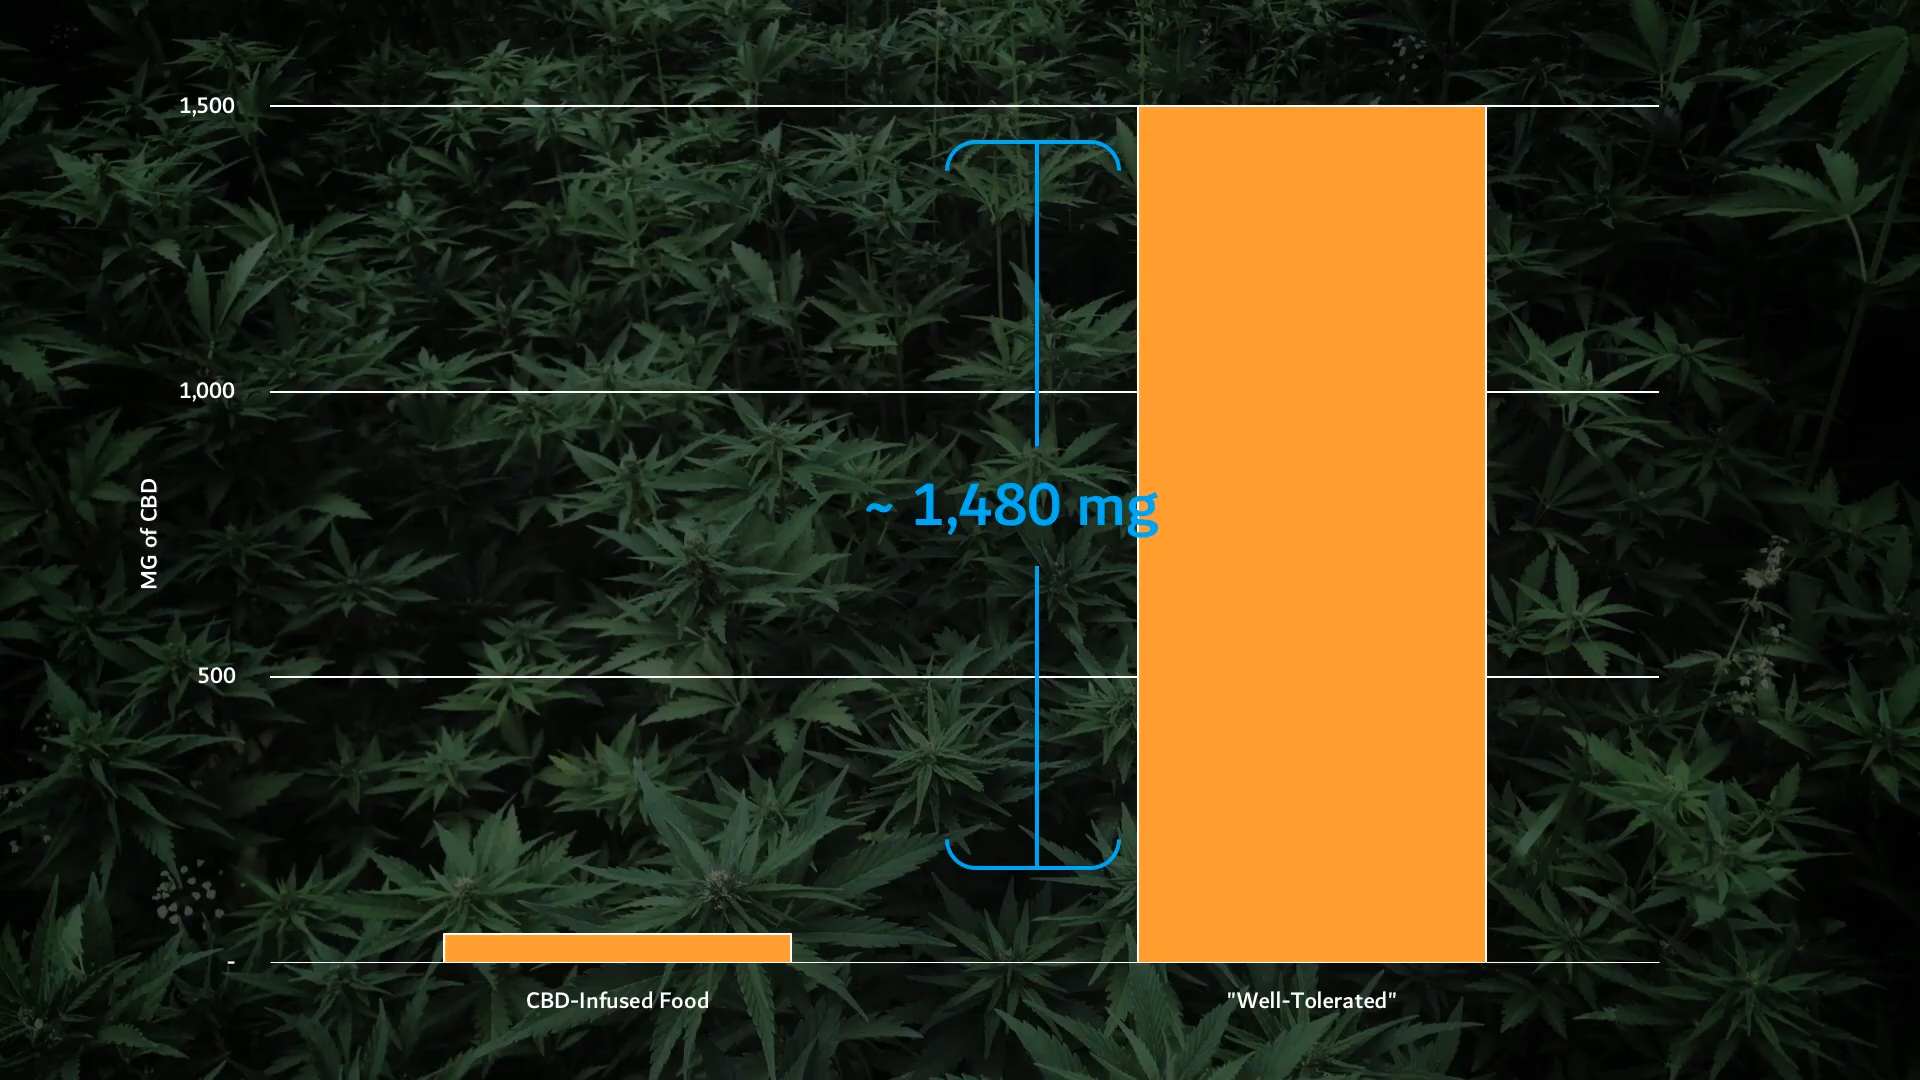 1,500
1,000
MG of CBD
~ 1,480 mg
500
-
CBD-Infused Food
"Well-Tolerated"